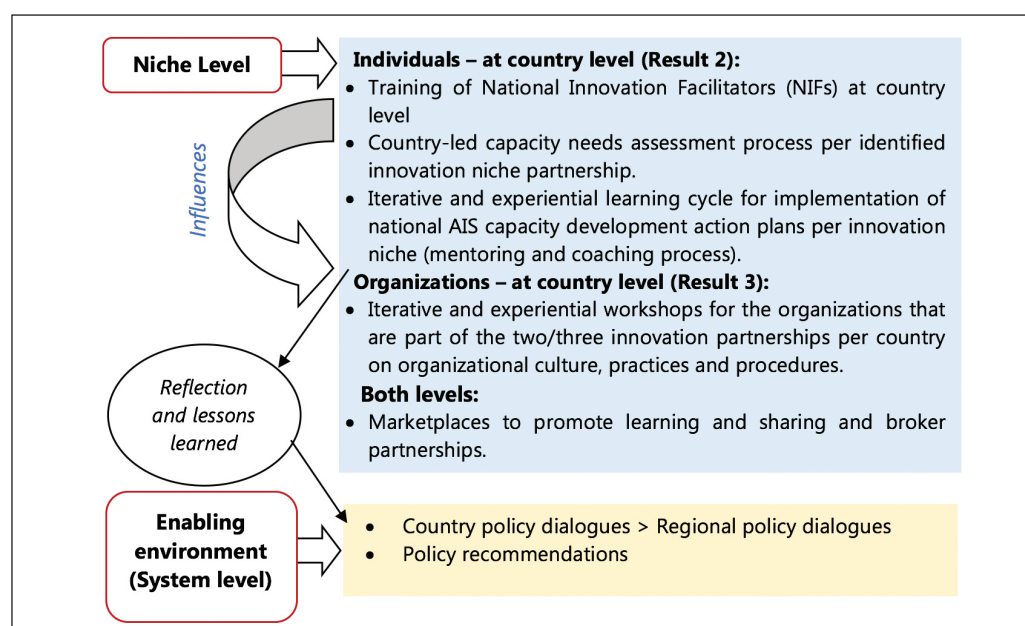 Niche Level
Individuals – at country level (Result 2):
• Training of National Innovation Facilitators (NIFs) at country
level
• Country-led capacity needs assessment process per identified
innovation niche partnership.
• Iterative and experiential learning cycle for implementation of
national AIS capacity development action plans per innovation
niche (mentoring and coaching process).
Organizations – at country level (Result 3):
• Iterative and experiential workshops for the organizations that
are part of the two/three innovation partnerships per country
on organizational culture, practices and procedures.
Both levels:
• Marketplaces to promote learning and sharing and broker
partnerships.
Influences
Reflection
and lessons
learned
Enabling
environment
(System level)
• Country policy dialogues > Regional policy dialogues
• Policy recommendations